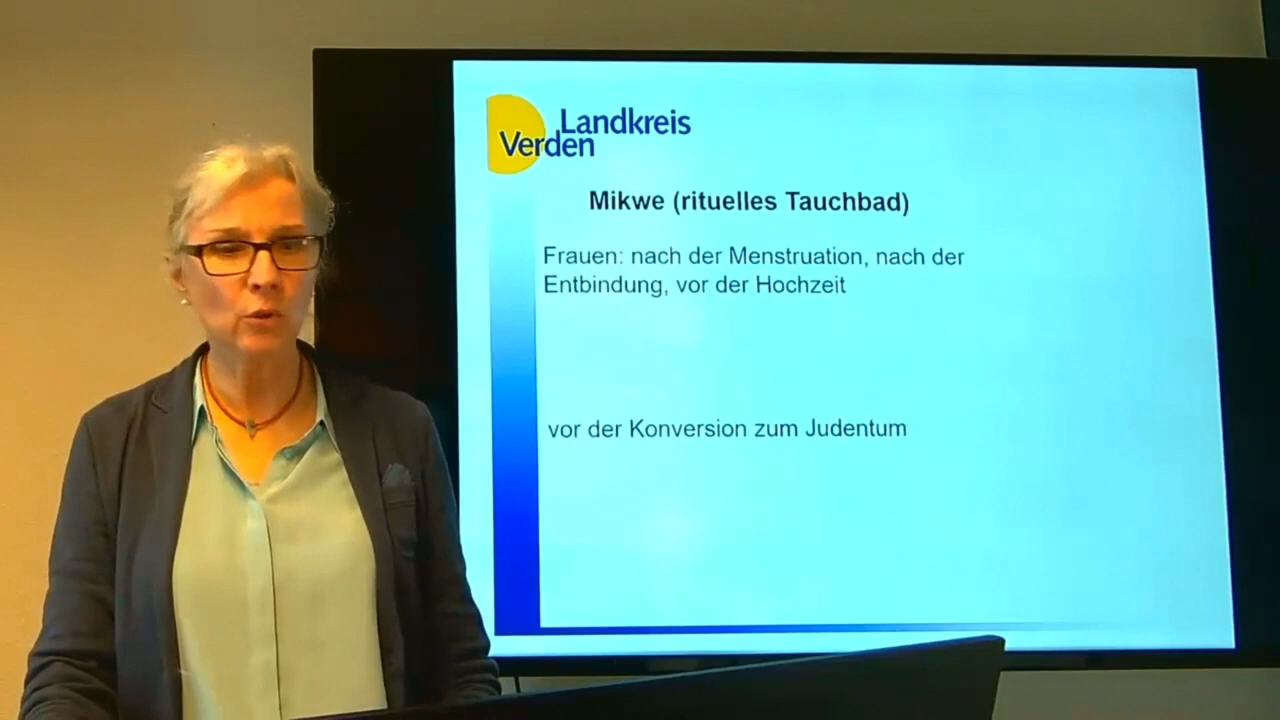 Landkreis
Verden
Mikwe (rituelles Tauchbad)
Frauen: nach der Menstruation, nach der
Entbindung, vor der Hochzeit
vor der Konversion zum Judentum